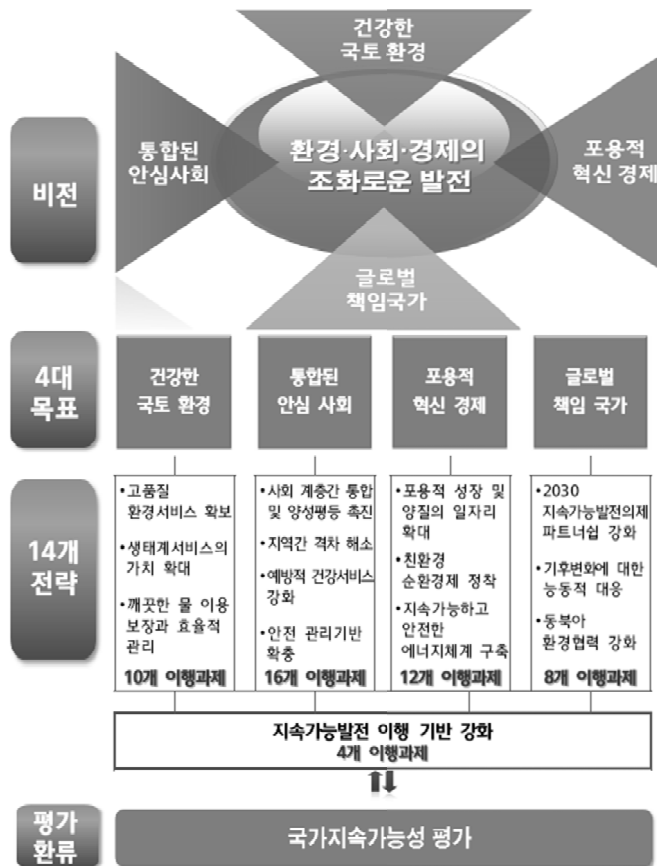 비전
건강한
국토 환경
통합된
안심사회
환경·사회·경제의
조화로운 발전
포용적
혁신 경제
글로벌
책임국가
4대
목표
건강한
국토 환경
통합된
안심 사회
포용적
혁신 경제
글로벌
책임 국가
14개
전략
•고품질
환경서비스 확보
•생태계서비스의
가치 확대
•깨끗한 물 이용
보장과 효율적
관리
10개 이행과제
•사회 계층간 통합
및 양성평등 촉진
•지역간 격차 해소
•예방적 건강서비스
강화
•안전 관리기반
확충
16개 이행과제
•포용적 성장 및
양질의 일자리
확대
•친환경
순환경제 정착
•지속가능하고
안전한
에너지체계 구축
12개 이행과제
•2030
지속가능발전의제
파트너쉽 강화
•기후변화에 대한
능동적 대응
•동북아
환경협력 강화
8개 이행과제
지속가능발전 이행 기반 강화
4개 이행과제
평가
환류
국가지속가능성 평가